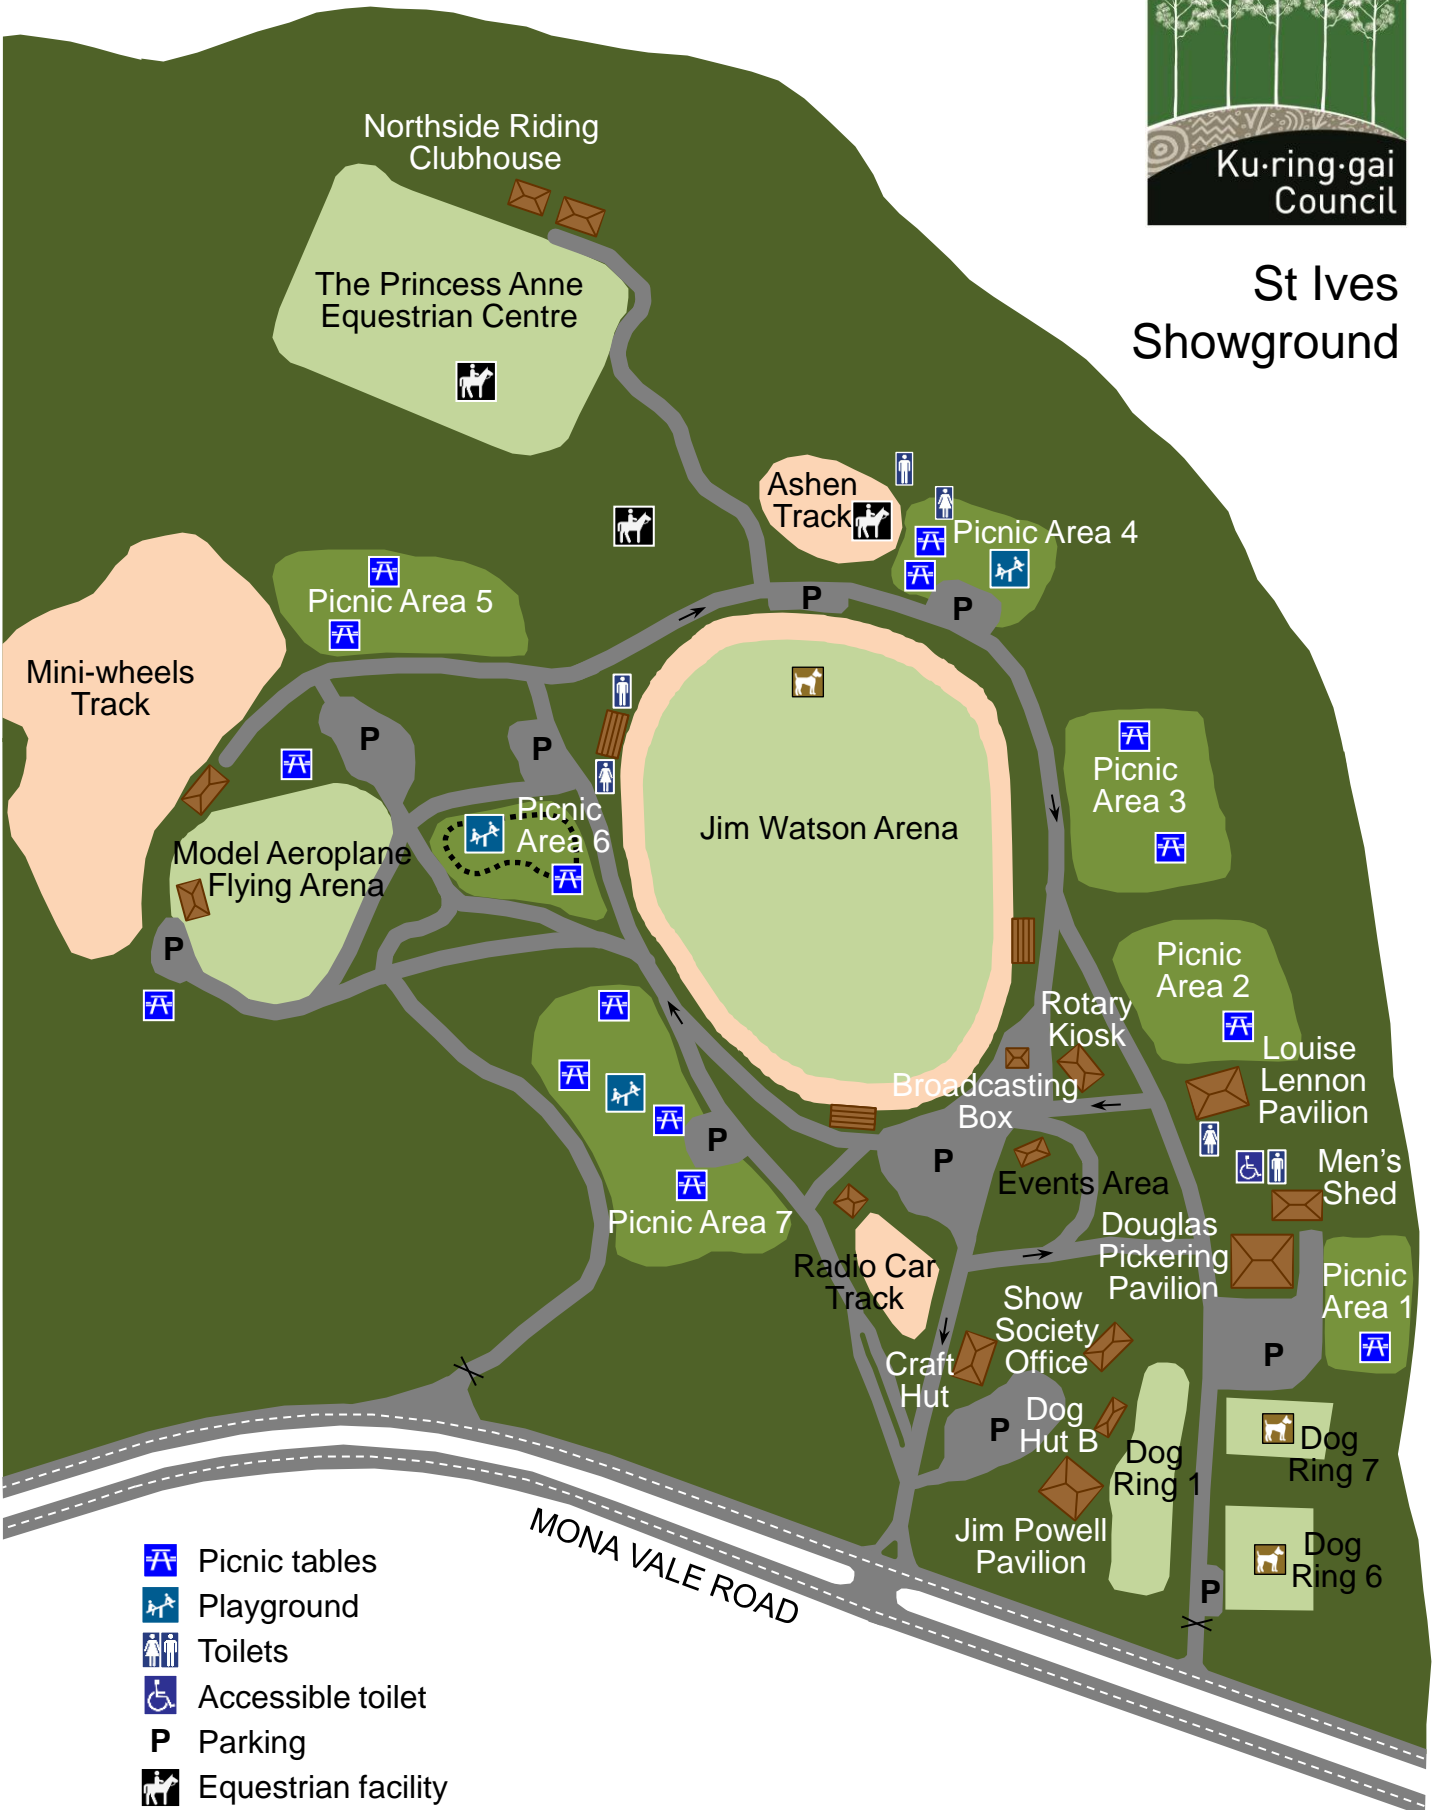 Ku·ring·gai
Council
St Ives
Showground
Northside Riding
Clubhouse
The Princess Anne
Equestrian Centre
Ashen
Track
Picnic Area 4
P
P
Picnic Area 5
Mini-wheels
Track
P
P
Picnic
Area 6
Jim Watson Arena
Picnic
Area 3
Model Aeroplane
Flying Arena
P
Picnic
Area 2
Rotary
Kiosk
Louise
Lennon
Pavilion
Broadcasting
Box
P
P
Events Area
Men's
Shed
Picnic Area 7
Douglas
Pickering
Pavilion
Radio Car
Track
Picnic
Area 1
Show
Society
Office
P
Craft
Hut
P
Dog
Hut B
Dog
Ring 1
Dog
Ring 7
Jim Powell
Pavilion
Dog
Ring 6
P
MONA VALE ROAD
Picnic tables
Playground
Toilets
Accessible toilet
P Parking
Equestrian facility